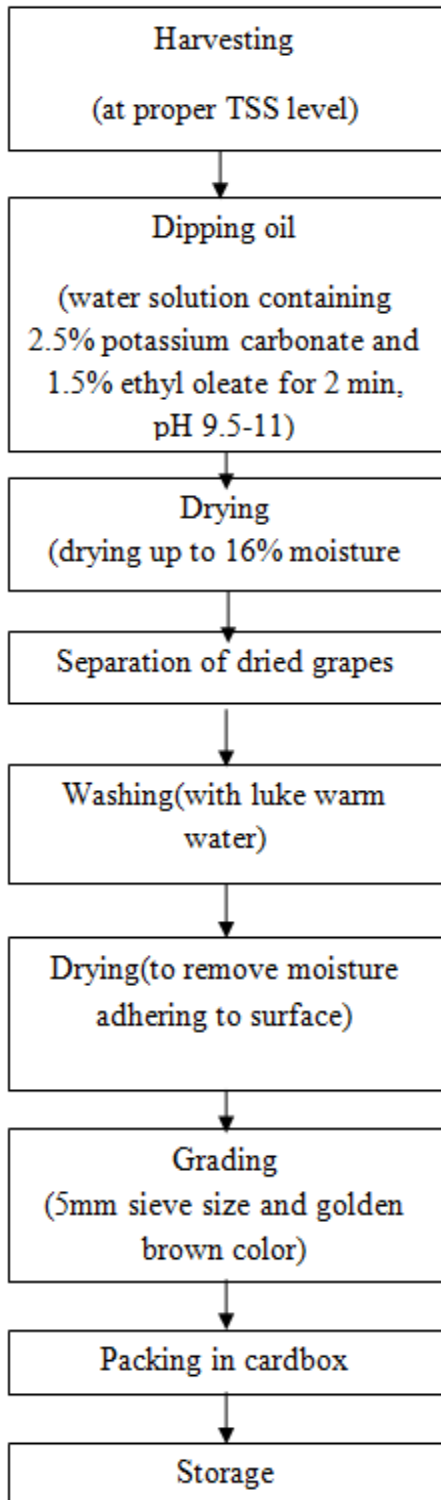 Harvesting
(at proper TSS level)
Dipping oil
(water solution containing
2.5% potassium carbonate and
1.5% ethyl oleate for 2 min,
pH 9.5-11)
Drying
(drying up to 16% moisture
Separation of dried grapes
Washing(with luke warm
water)
Drying(to remove moisture
adhering to surface)
Grading
(5mm sieve size and golden
brown color)
Packing in cardbox
Storage